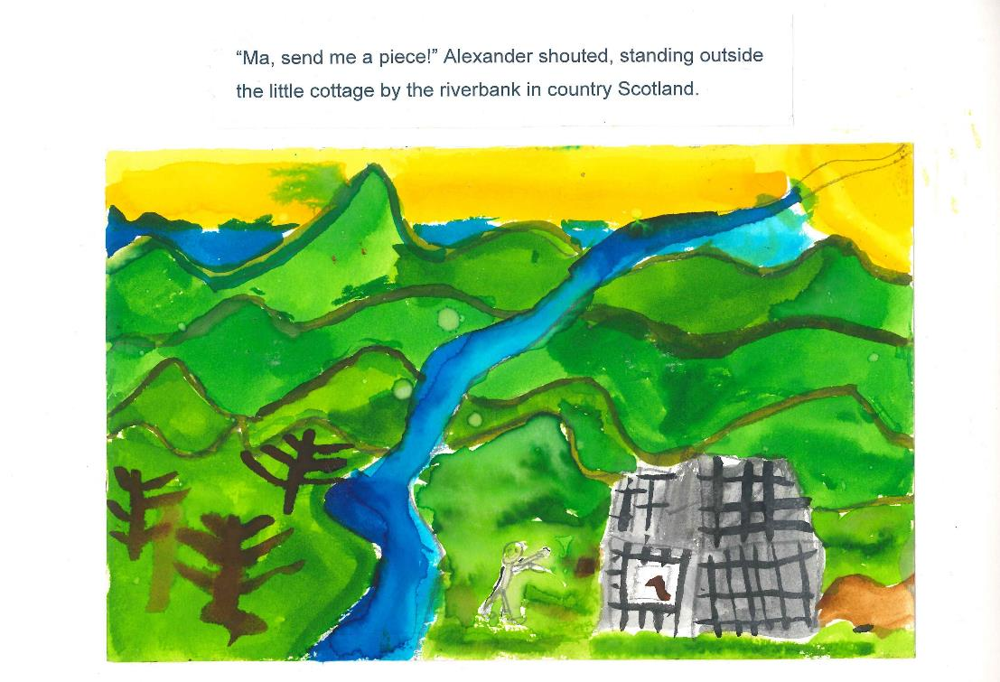 “Ma, send me a piece!” Alexander shouted, standing outside
the little cottage by the riverbank in country Scotland.